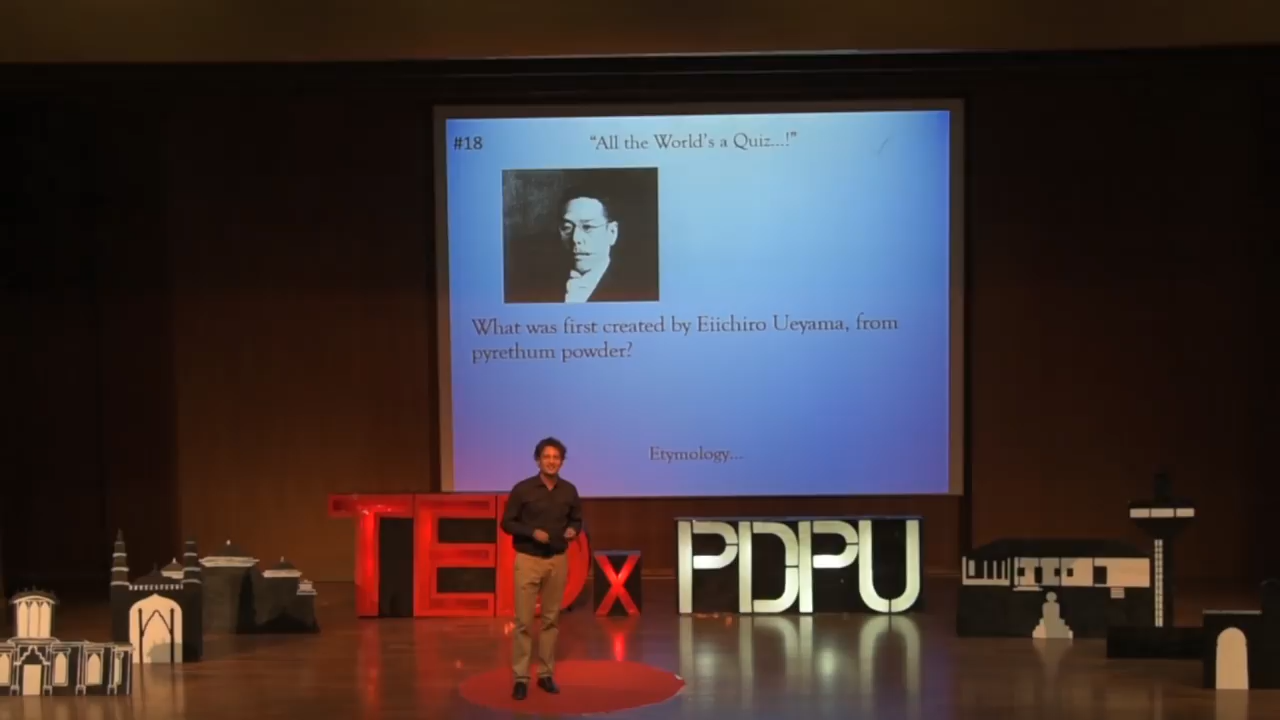 #18
“All the World's a Quiz...!”
What was first created by Eiichiro Ueyama, from
pyrethum powder?
Etymology...
TEDx
PDPU